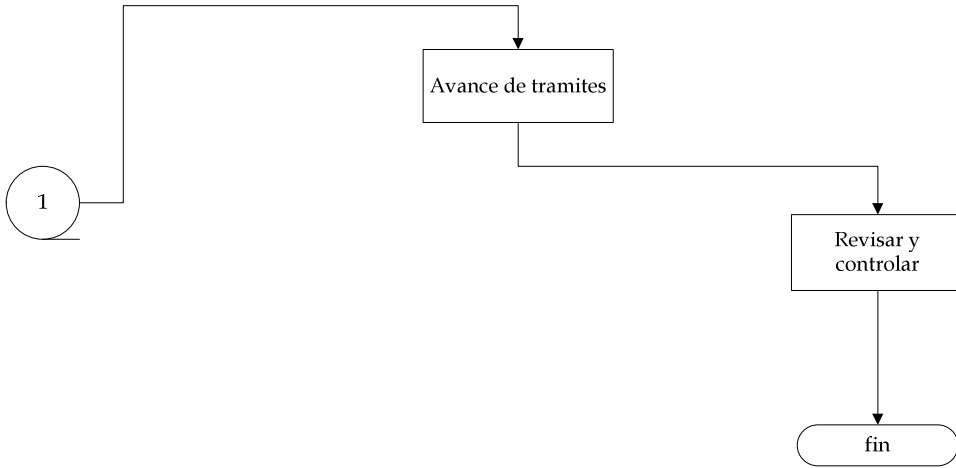 Avance de tramites
1
Revisar y
controlar
fin